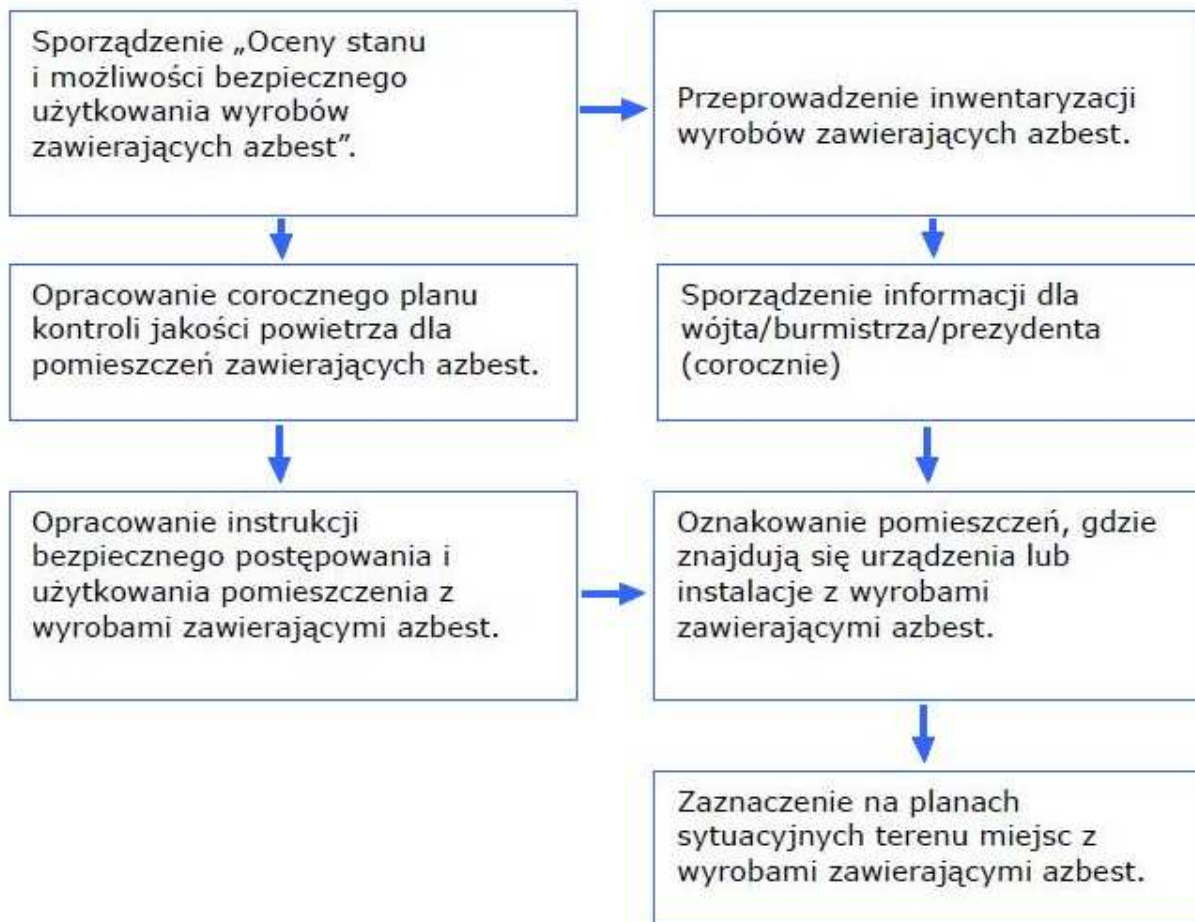 Sporządzenie „Oceny stanu
i możliwości bezpiecznego
użytkowania wyrobów
zawierających azbest”.
Przeprowadzenie inwentaryzacji
wyrobów zawierających azbest.
Opracowanie corocznego planu
kontroli jakości powietrza dla
pomieszczeń zawierających azbest.
Sporządzenie informacji dla
wójta/burmistrza/prezydenta
(corocznie)
Opracowanie instrukcji
bezpiecznego postępowania i
użytkowania pomieszczenia z
wyrobami zawierającymi azbest.
Oznakowanie pomieszczeń, gdzie
znajdują się urządzenia lub
instalacje z wyrobami
zawierającymi azbest.
Zaznaczenie na planach
sytuacyjnych terenu miejsc z
wyrobami zawierającymi azbest.